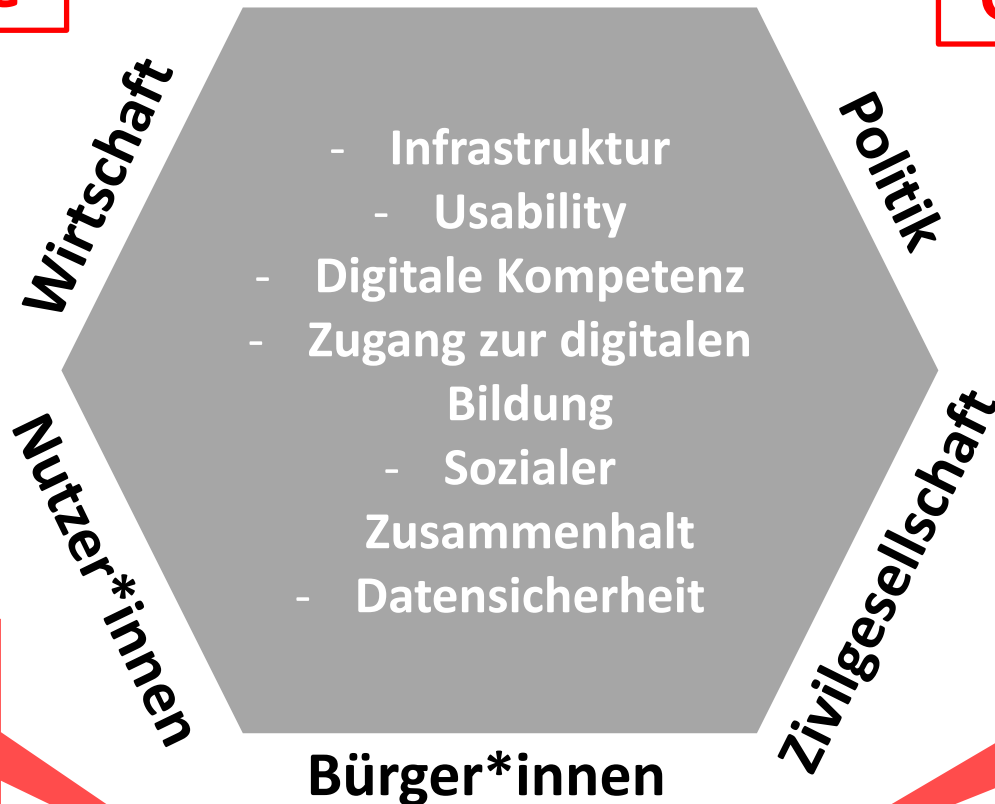 Wirtschaft
Politik
- Infrastruktur
- Usability
- Digitale Kompetenz
- Zugang zur digitalen
Bildung
- Sozialer
Zusammenhalt
- Datensicherheit
Nutzer*innen
Zivilgesellschaft
Bürger*innen